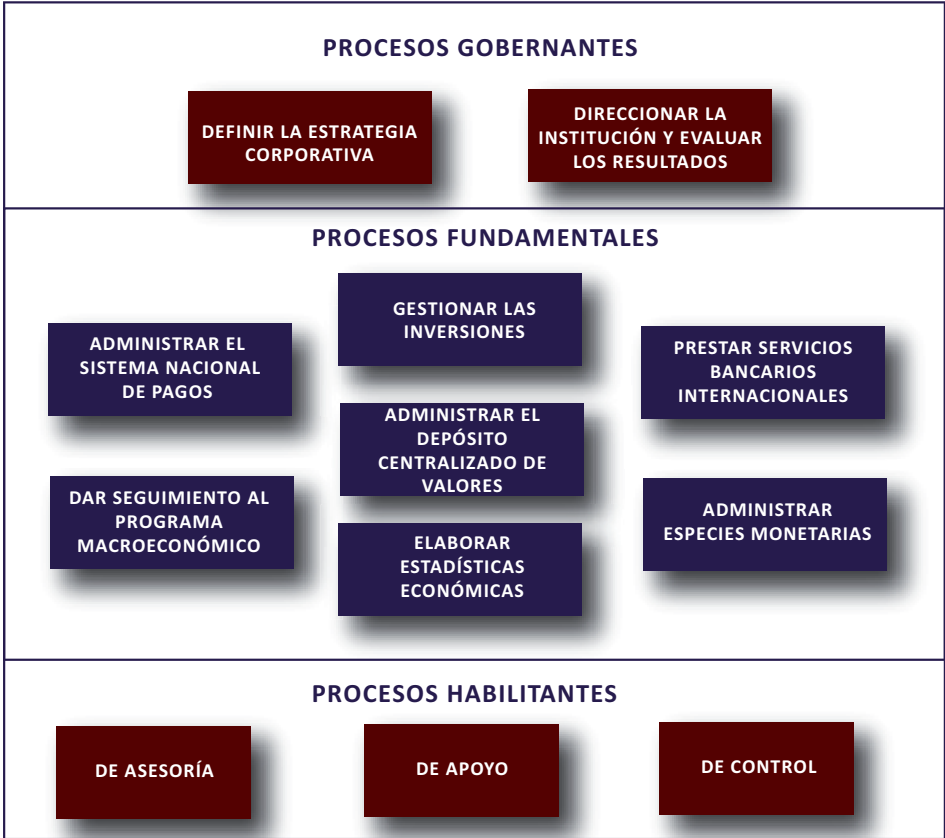 PROCESOS GOBERNANTES
DEFINIR LA ESTRATEGIA
CORPORATIVA
DIRECCIONAR LA
INSTITUCIÓN Y EVALUAR
LOS RESULTADOS
PROCESOS FUNDAMENTALES
ADMINISTRAR EL
SISTEMA NACIONAL
DE PAGOS
GESTIONAR LAS
INVERSIONES
PRESTAR SERVICIOS
BANCARIOS
INTERNACIONALES
ADMINISTRAR EL
DEPÓSITO
CENTRALIZADO DE
VALORES
DAR SEGUIMIENTO AL
PROGRAMA
MACROECONÓMICO
ELABORAR
ESTADÍSTICAS
ECONÓMICAS
ADMINISTRAR
ESPECIES MONETARIAS
PROCESOS HABILITANTES
DE ASESORÍA
DE APOYO
DE CONTROL